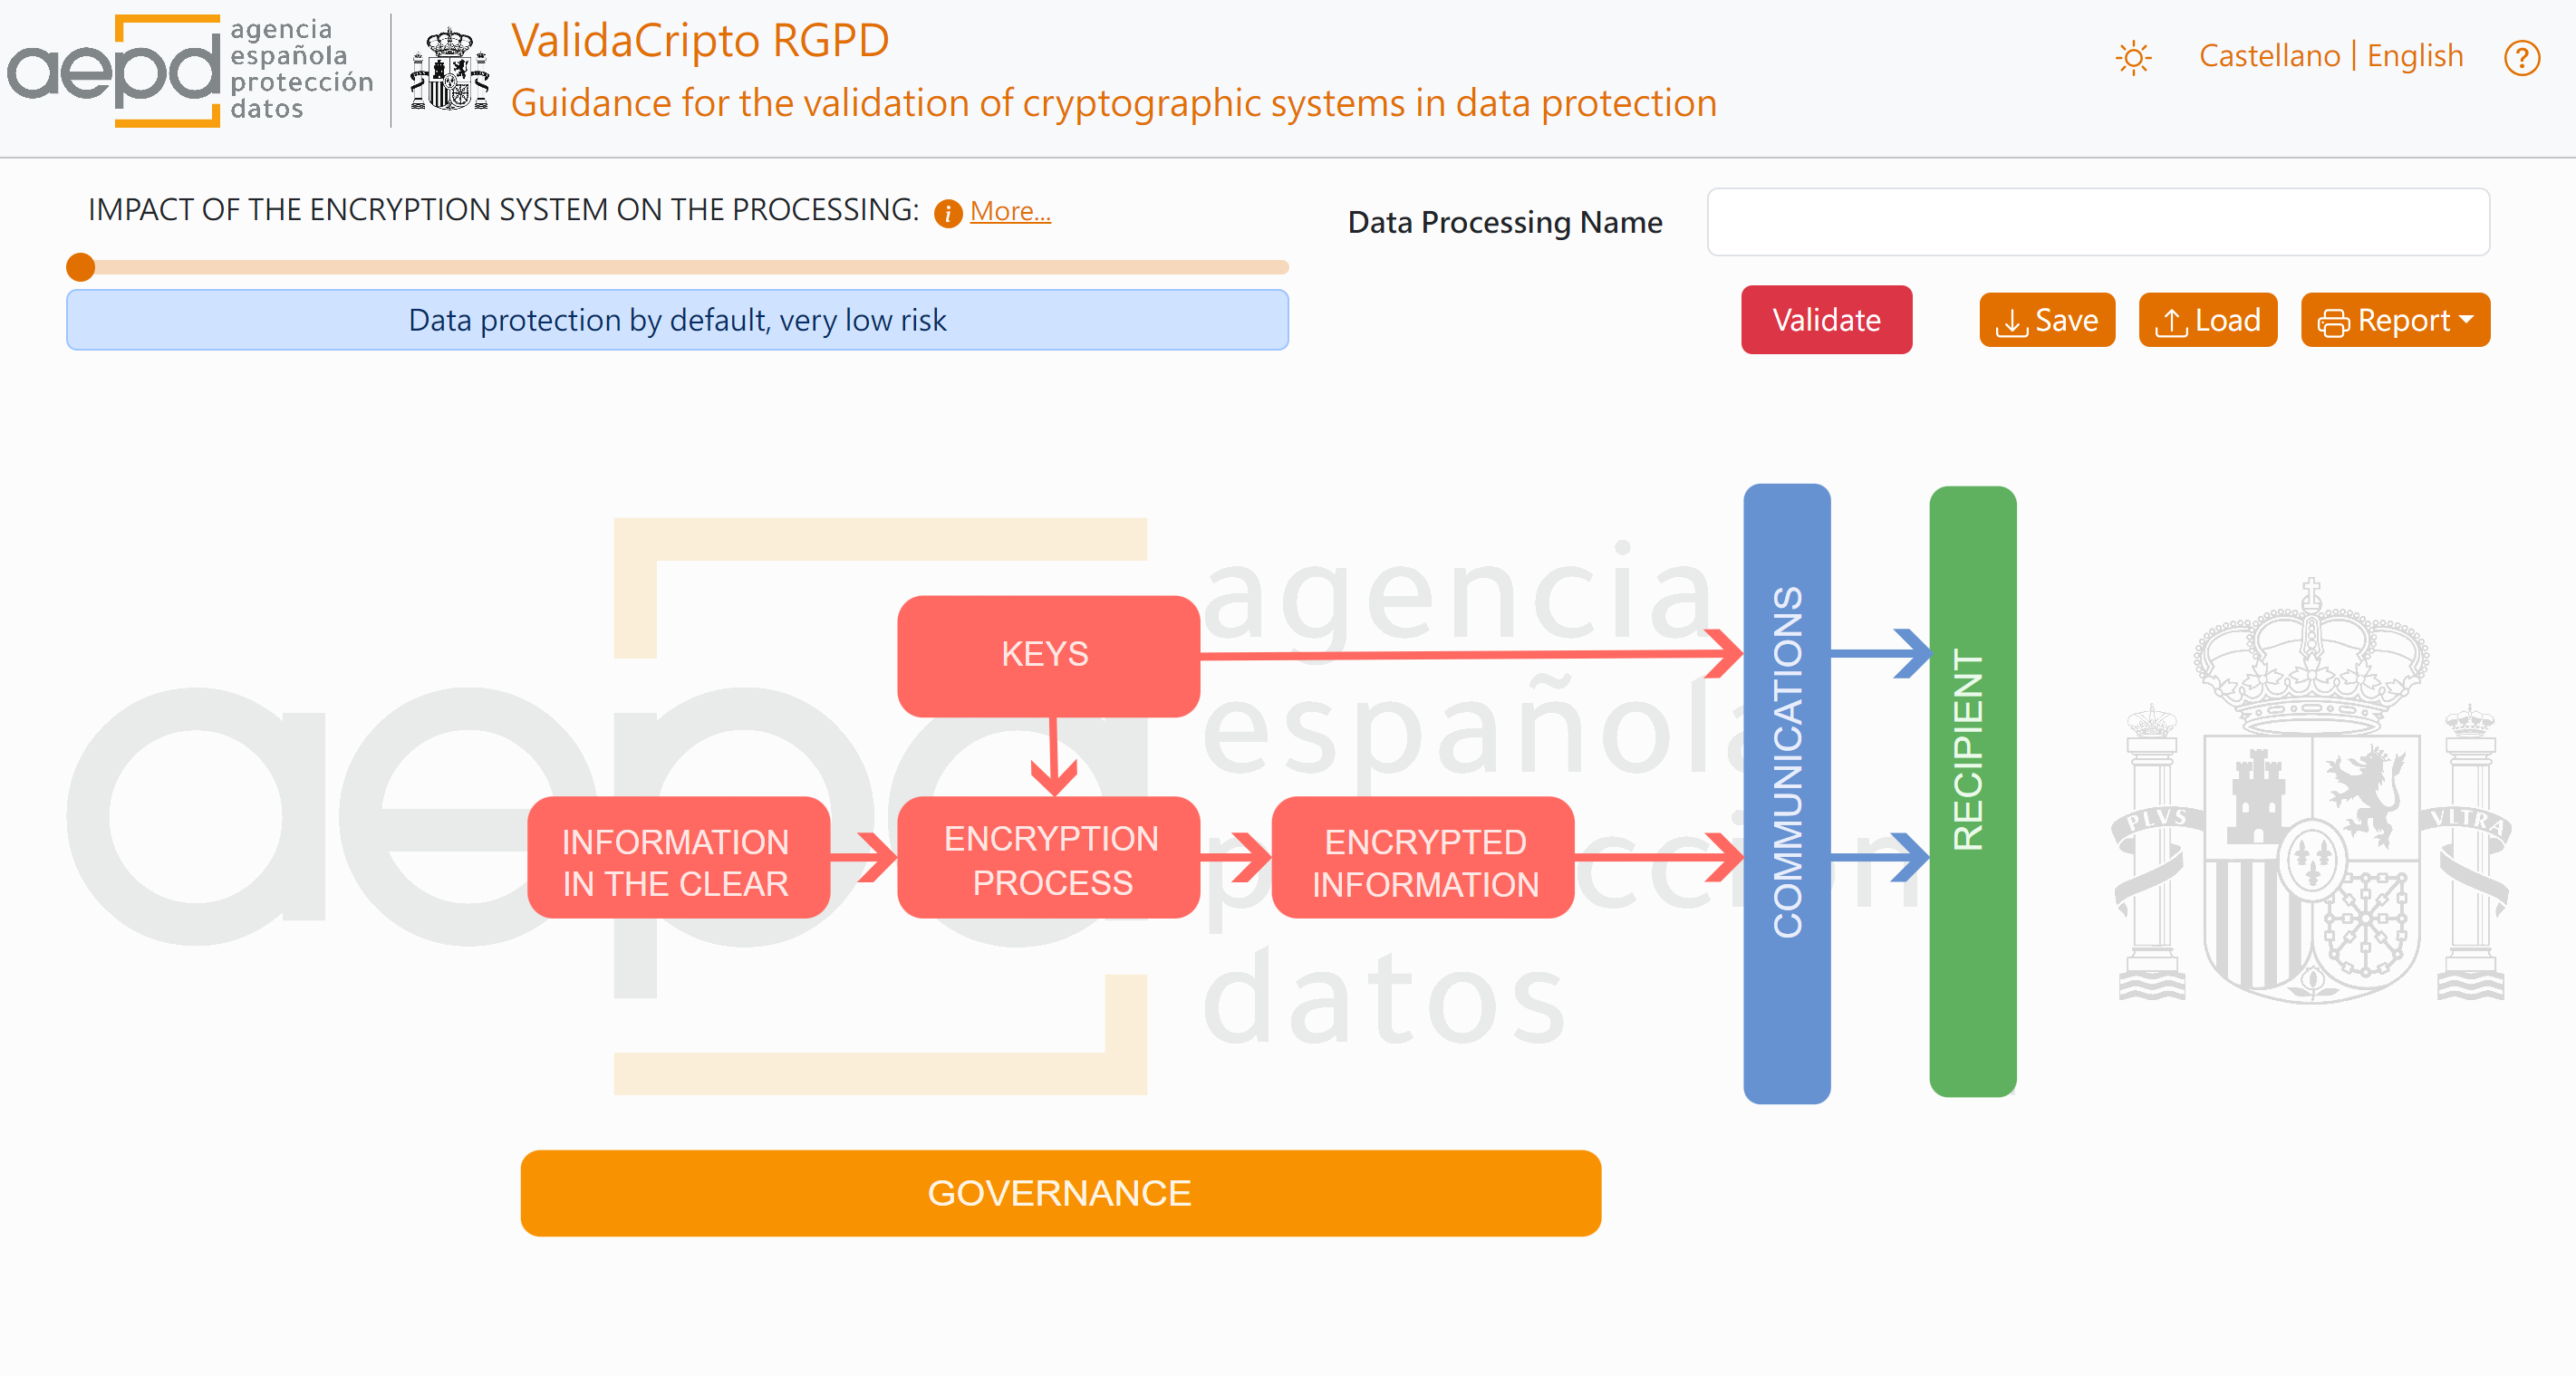 aepd
agencia
española
protección
datos
ValidaCripto RGPD
Guidance for the validation of cryptographic systems in data protection
Castellano | English
?
IMPACT OF THE ENCRYPTION SYSTEM ON THE PROCESSING: i More...
Data Processing Name
Data protection by default, very low risk
Validate
Save
Load
Report
aepd
agencia
española
protección
datos
KEYS
INFORMATION
IN THE CLEAR
ENCRYPTION
PROCESS
ENCRYPTED
INFORMATION
COMMUNICATIONS
RECIPIENT
PLVS
VLTRA
GOVERNANCE